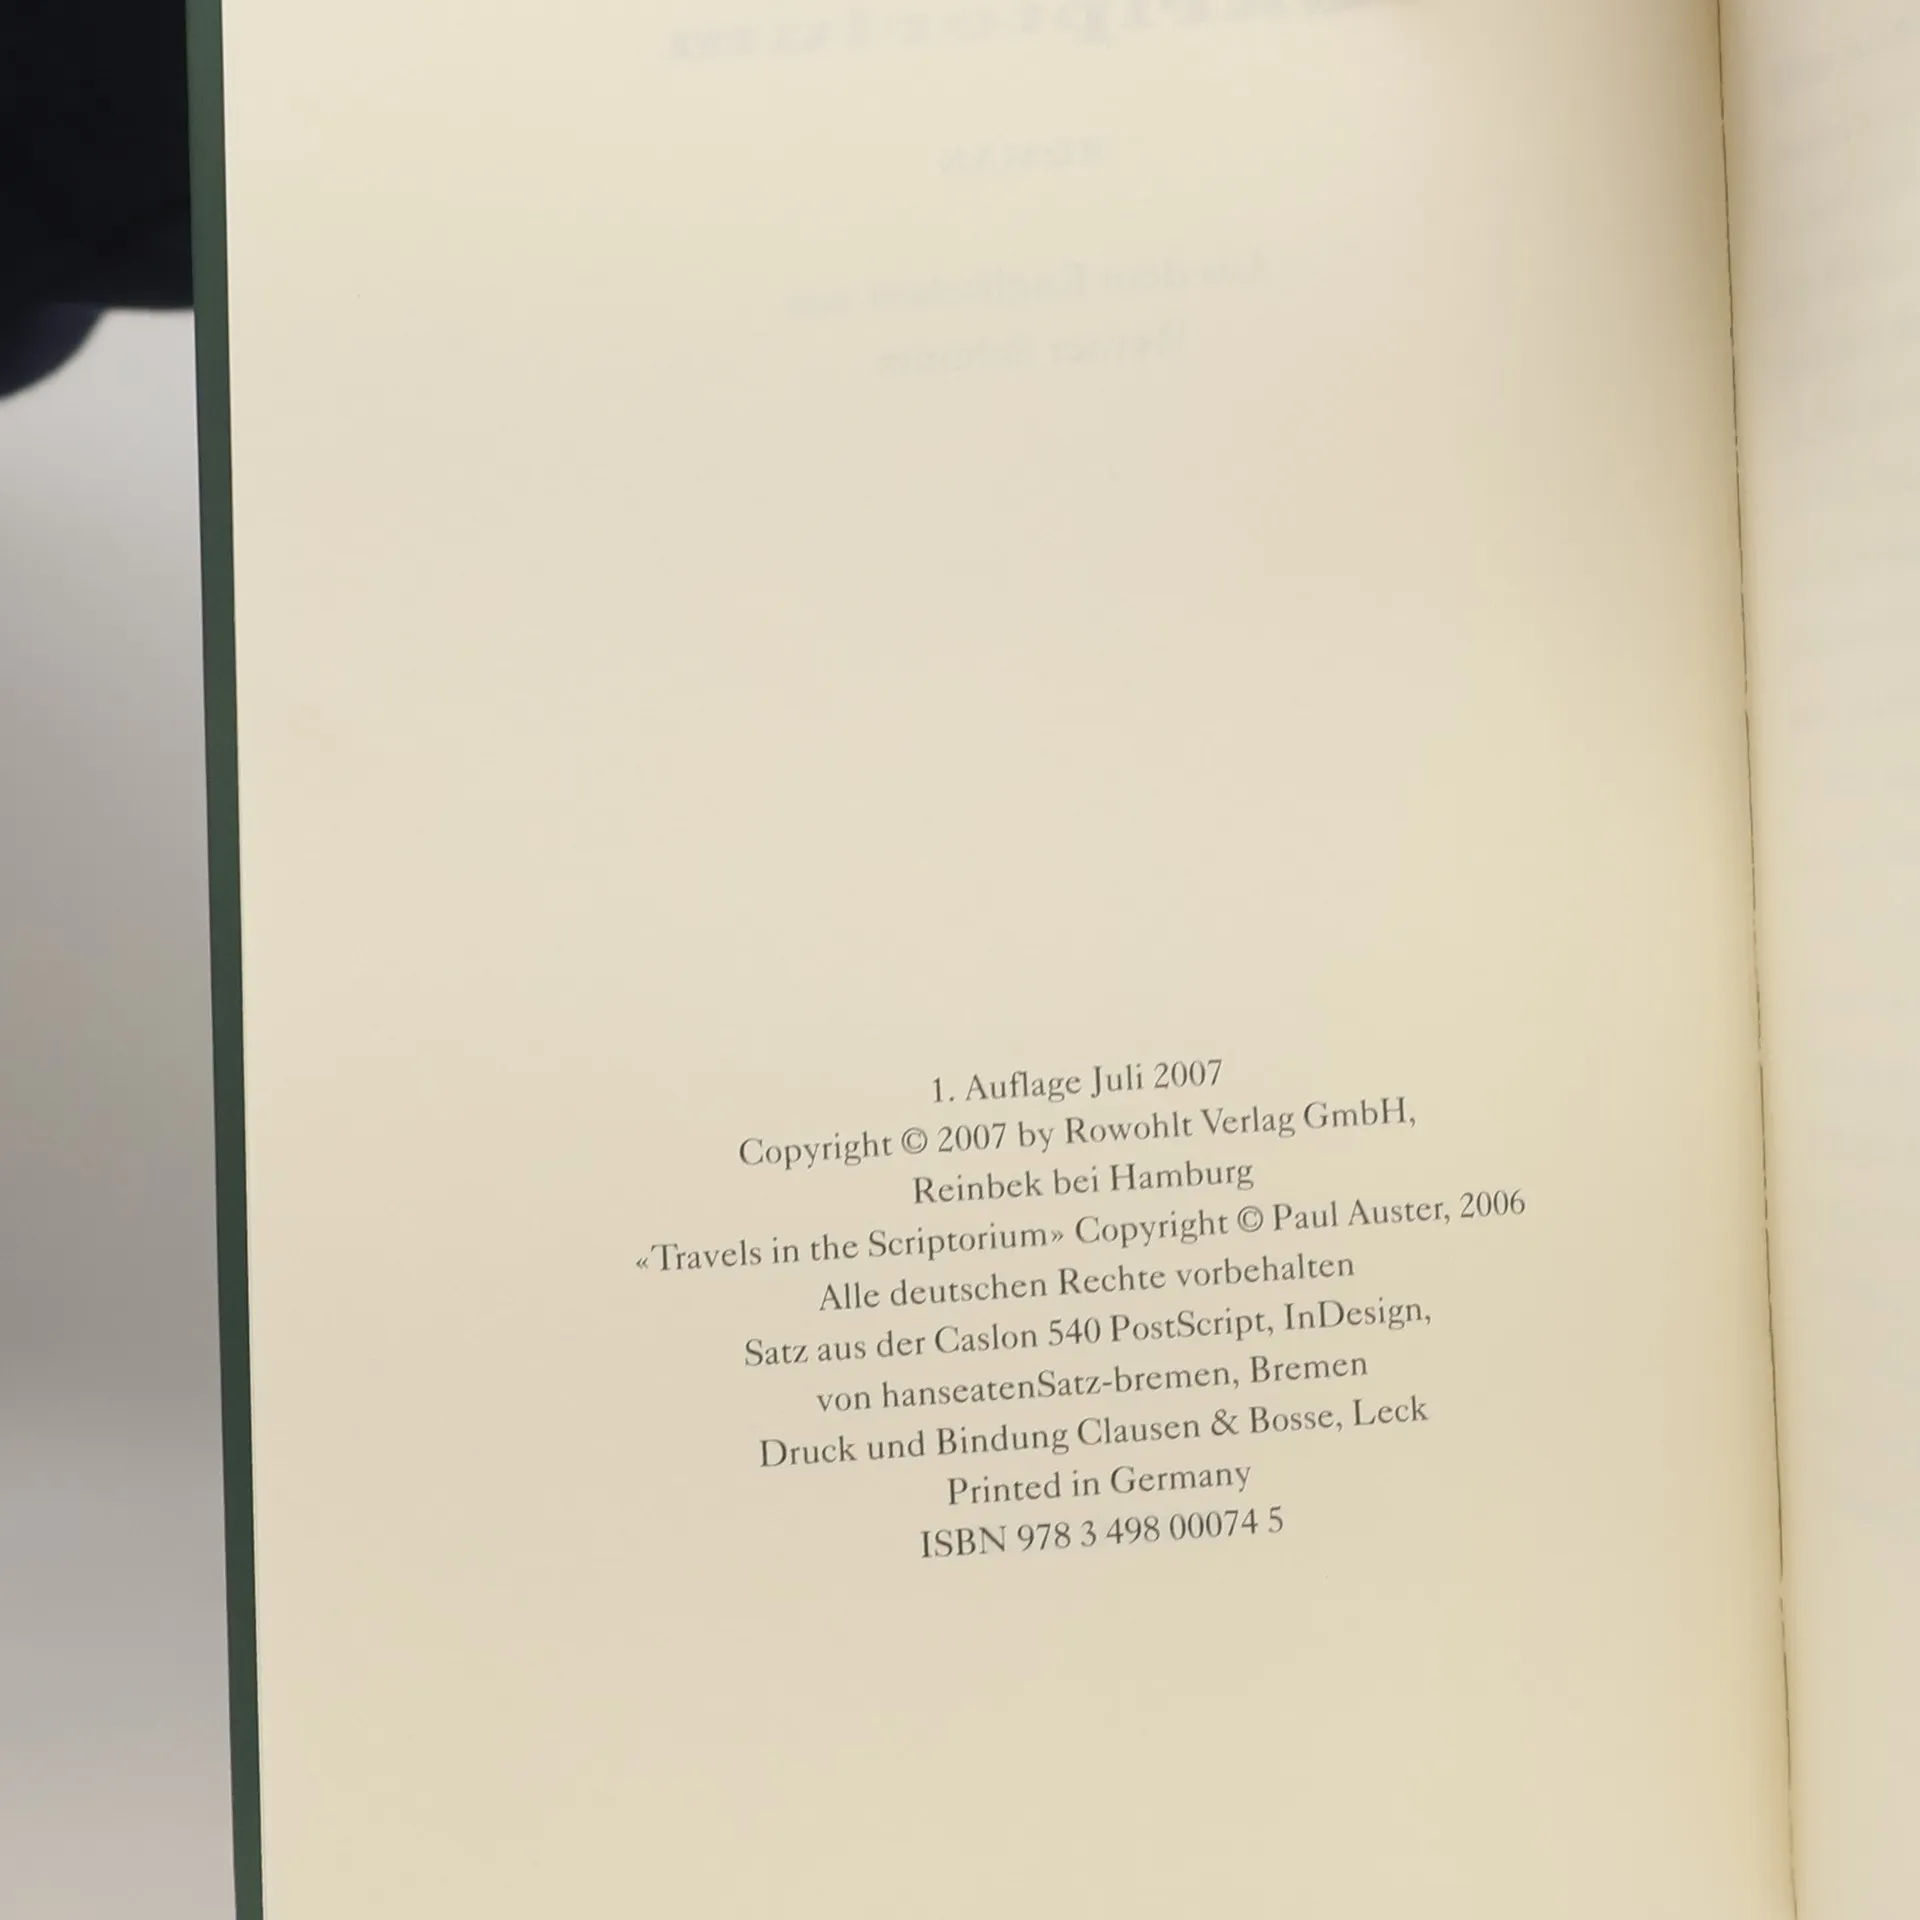 1. Auflage Juli 2007
Copyright © 2007 by Rowohlt Verlag GmbH,
Reinbek bei Hamburg
«Travels in the Scriptorium» Copyright © Paul Auster, 2006
Alle deutschen Rechte vorbehalten
Satz aus der Caslon 540 PostScript, InDesign,
von hanseatenSatz-bremen, Bremen
Druck und Bindung Clausen & Bosse, Leck
Printed in Germany
ISBN 978 3 498 00074 5